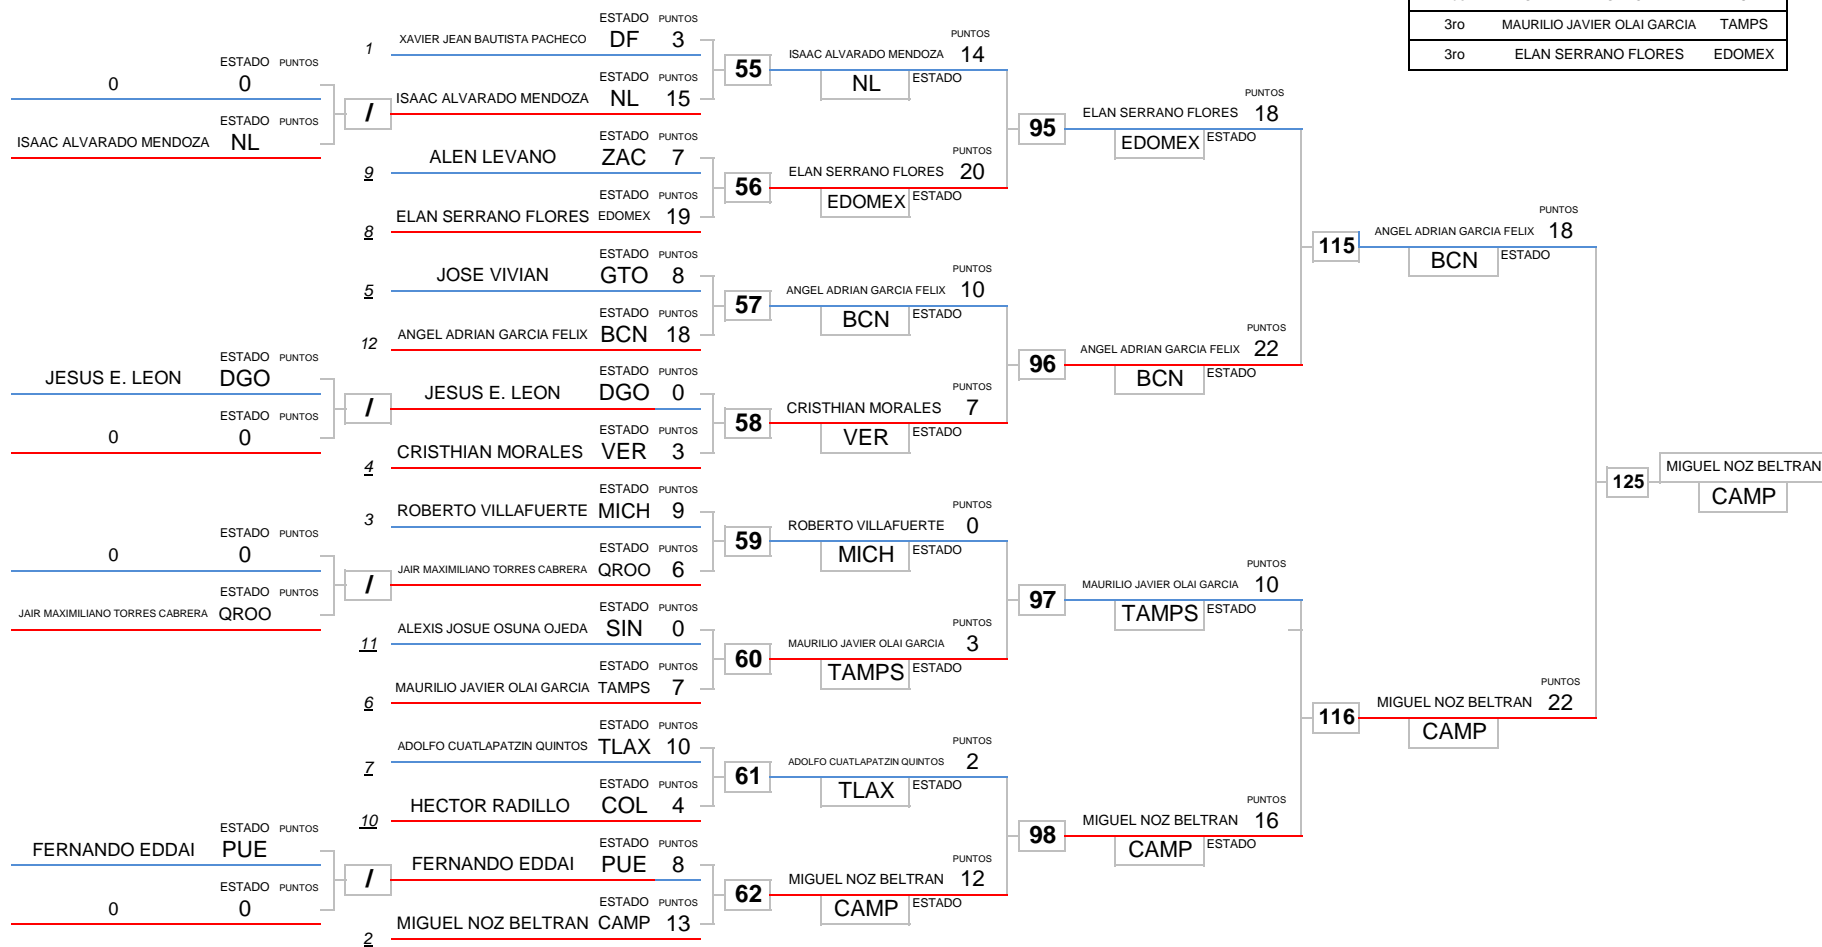 3ro MAURILIO JAVIER OLAI GARCIA TAMPS
3ro ELAN SERRANO FLORES EDOMEX
ESTADO PUNTOS
0 0
ESTADO PUNTOS
ISAAC ALVARADO MENDOZA NL
/
ESTADO PUNTOS
JESUS E. LEON DGO
ESTADO PUNTOS
0 0
/
ESTADO PUNTOS
0 0
ESTADO PUNTOS
JAIR MAXIMILIANO TORRES CABRERA QROO
/
ESTADO PUNTOS
FERNANDO EDDAI PUE
ESTADO PUNTOS
0 0
/
ESTADO PUNTOS
1 XAVIER JEAN BAUTISTA PACHECO DF 3
ESTADO PUNTOS
ISAAC ALVARADO MENDOZA NL 15
55
ESTADO PUNTOS
9 ALEN LEVANO ZAC 7
ESTADO PUNTOS
8 ELAN SERRANO FLORES EDOMEX 19
56
ESTADO PUNTOS
5 JOSE VIVIAN GTO 8
ESTADO PUNTOS
12 ANGEL ADRIAN GARCIA FELIX BCN 18
57
ESTADO PUNTOS
JESUS E. LEON DGO 0
ESTADO PUNTOS
4 CRISTHIAN MORALES VER 3
58
ESTADO PUNTOS
3 ROBERTO VILLAFUERTE MICH 9
ESTADO PUNTOS
JAIR MAXIMILIANO TORRES CABRERA QROO 6
59
ESTADO PUNTOS
11 ALEXIS JOSUE OSUNA OJEDA SIN 0
ESTADO PUNTOS
6 MAURILIO JAVIER OLAI GARCIA TAMPS 7
60
ESTADO PUNTOS
7 ADOLFO CUATLAPATZIN QUINTOS TLAX 10
ESTADO PUNTOS
10 HECTOR RADILLO COL 4
61
ESTADO PUNTOS
FERNANDO EDDAI PUE 8
ESTADO PUNTOS
2 MIGUEL NOZ BELTRAN CAMP 13
62
PUNTOS
ISAAC ALVARADO MENDOZA 14
NL ESTADO
PUNTOS
ELAN SERRANO FLORES 20
EDOMEX ESTADO
95
PUNTOS
ANGEL ADRIAN GARCIA FELIX 10
BCN ESTADO
PUNTOS
CRISTHIAN MORALES 7
VER ESTADO
96
PUNTOS
ROBERTO VILLAFUERTE 0
MICH ESTADO
PUNTOS
MAURILIO JAVIER OLAI GARCIA 3
TAMPS ESTADO
97
PUNTOS
ADOLFO CUATLAPATZIN QUINTOS 2
TLAX ESTADO
PUNTOS
MIGUEL NOZ BELTRAN 12
CAMP ESTADO
98
PUNTOS
ELAN SERRANO FLORES 18
EDOMEX ESTADO
PUNTOS
ANGEL ADRIAN GARCIA FELIX 22
BCN ESTADO
115
PUNTOS
MAURILIO JAVIER OLAI GARCIA 10
TAMPS ESTADO
PUNTOS
MIGUEL NOZ BELTRAN 16
CAMP ESTADO
116
PUNTOS
ANGEL ADRIAN GARCIA FELIX 18
BCN ESTADO
PUNTOS
MIGUEL NOZ BELTRAN 22
CAMP
125
MIGUEL NOZ BELTRAN
CAMP